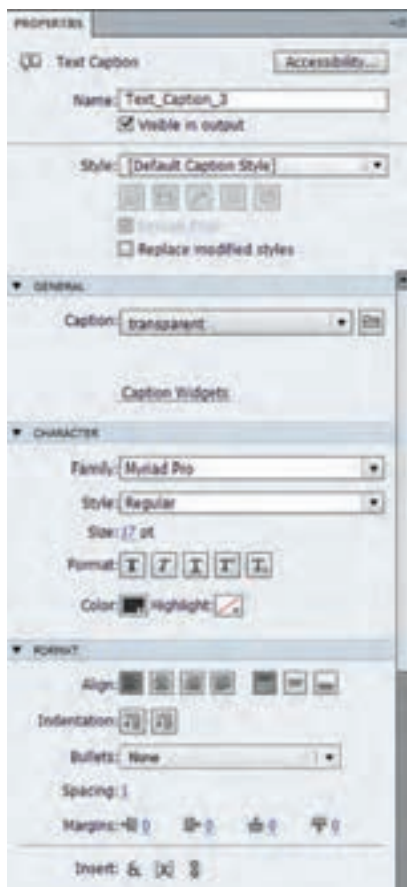 PROPERTIES
Text Caption Accessibility...
Name: Text_Caption_3
Visible in output
Style: [Default Caption Style]
Replace modified styles
GENERAL
Caption: transparent
Caption Widgets
CHARACTER
Family: Myriad Pro
Style: Regular
Size: 17 pt
Format: T T T T T
Color: Highlight:
FORMAT
Align:
Indentation:
Bullets: None
Spacing: 1
Margins: 0 0 0 0
Insert: